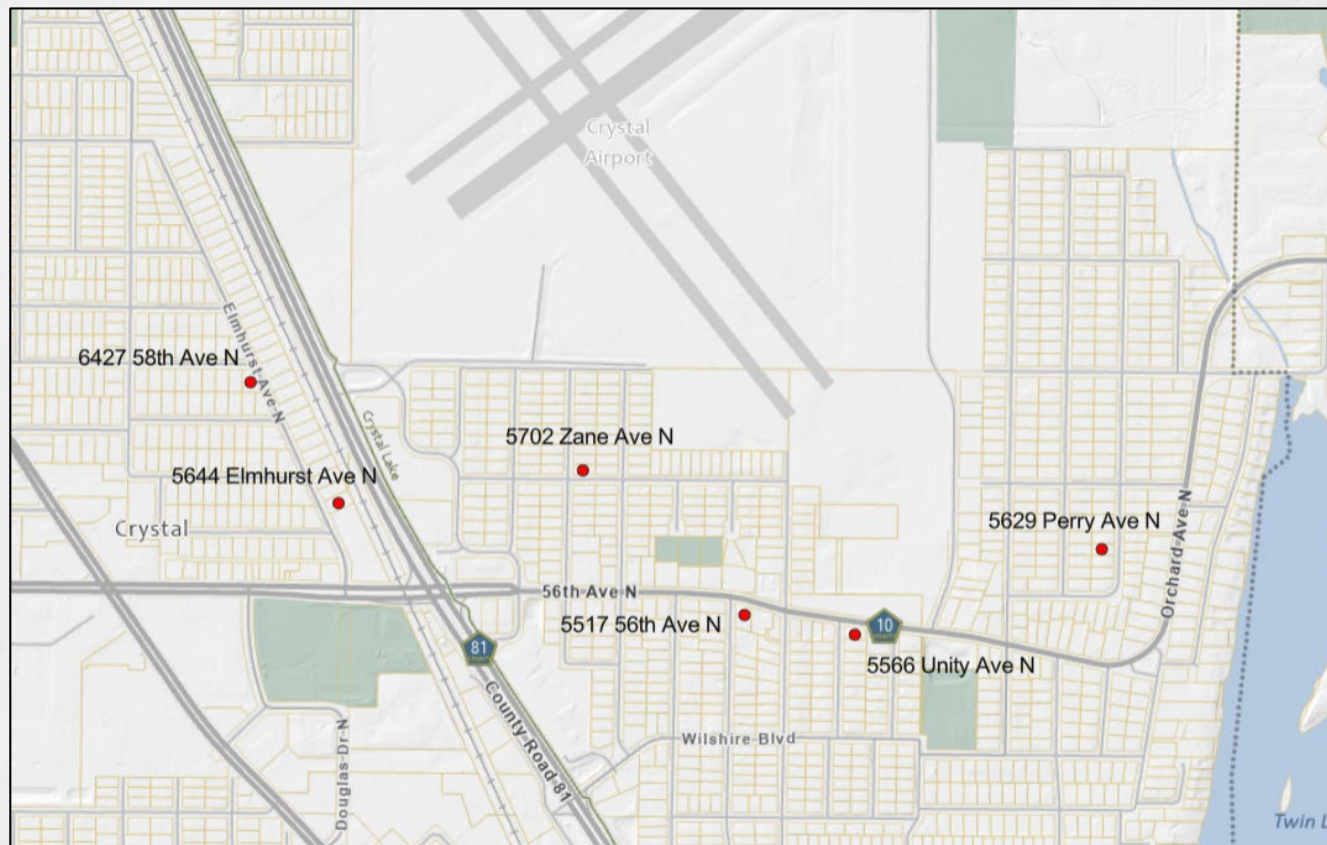 Crystal
Airport
Elmhurst Ave N
6427 58th Ave N
Crystal Lake
5702 Zane Ave N
5644 Elmhurst Ave N
Crystal
5629 Perry Ave N
Orchard Ave N
56th Ave N
5517 56th Ave N
10
COUNTY
81
COUNTY
5566 Unity Ave N
County Road 81
Wilshire Blvd
Douglas Dr N
Twin L